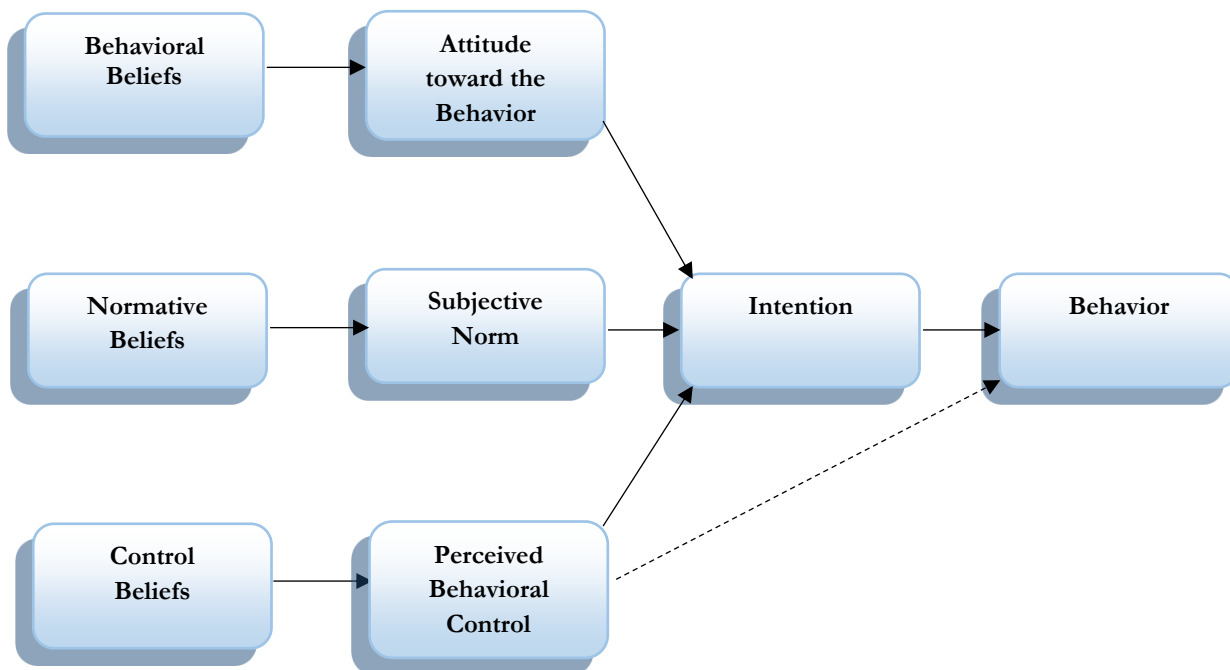 Behavioral
Beliefs
Attitude
toward the
Behavior
Normative
Beliefs
Subjective
Norm
Intention
Behavior
Control
Beliefs
Perceived
Behavioral
Control